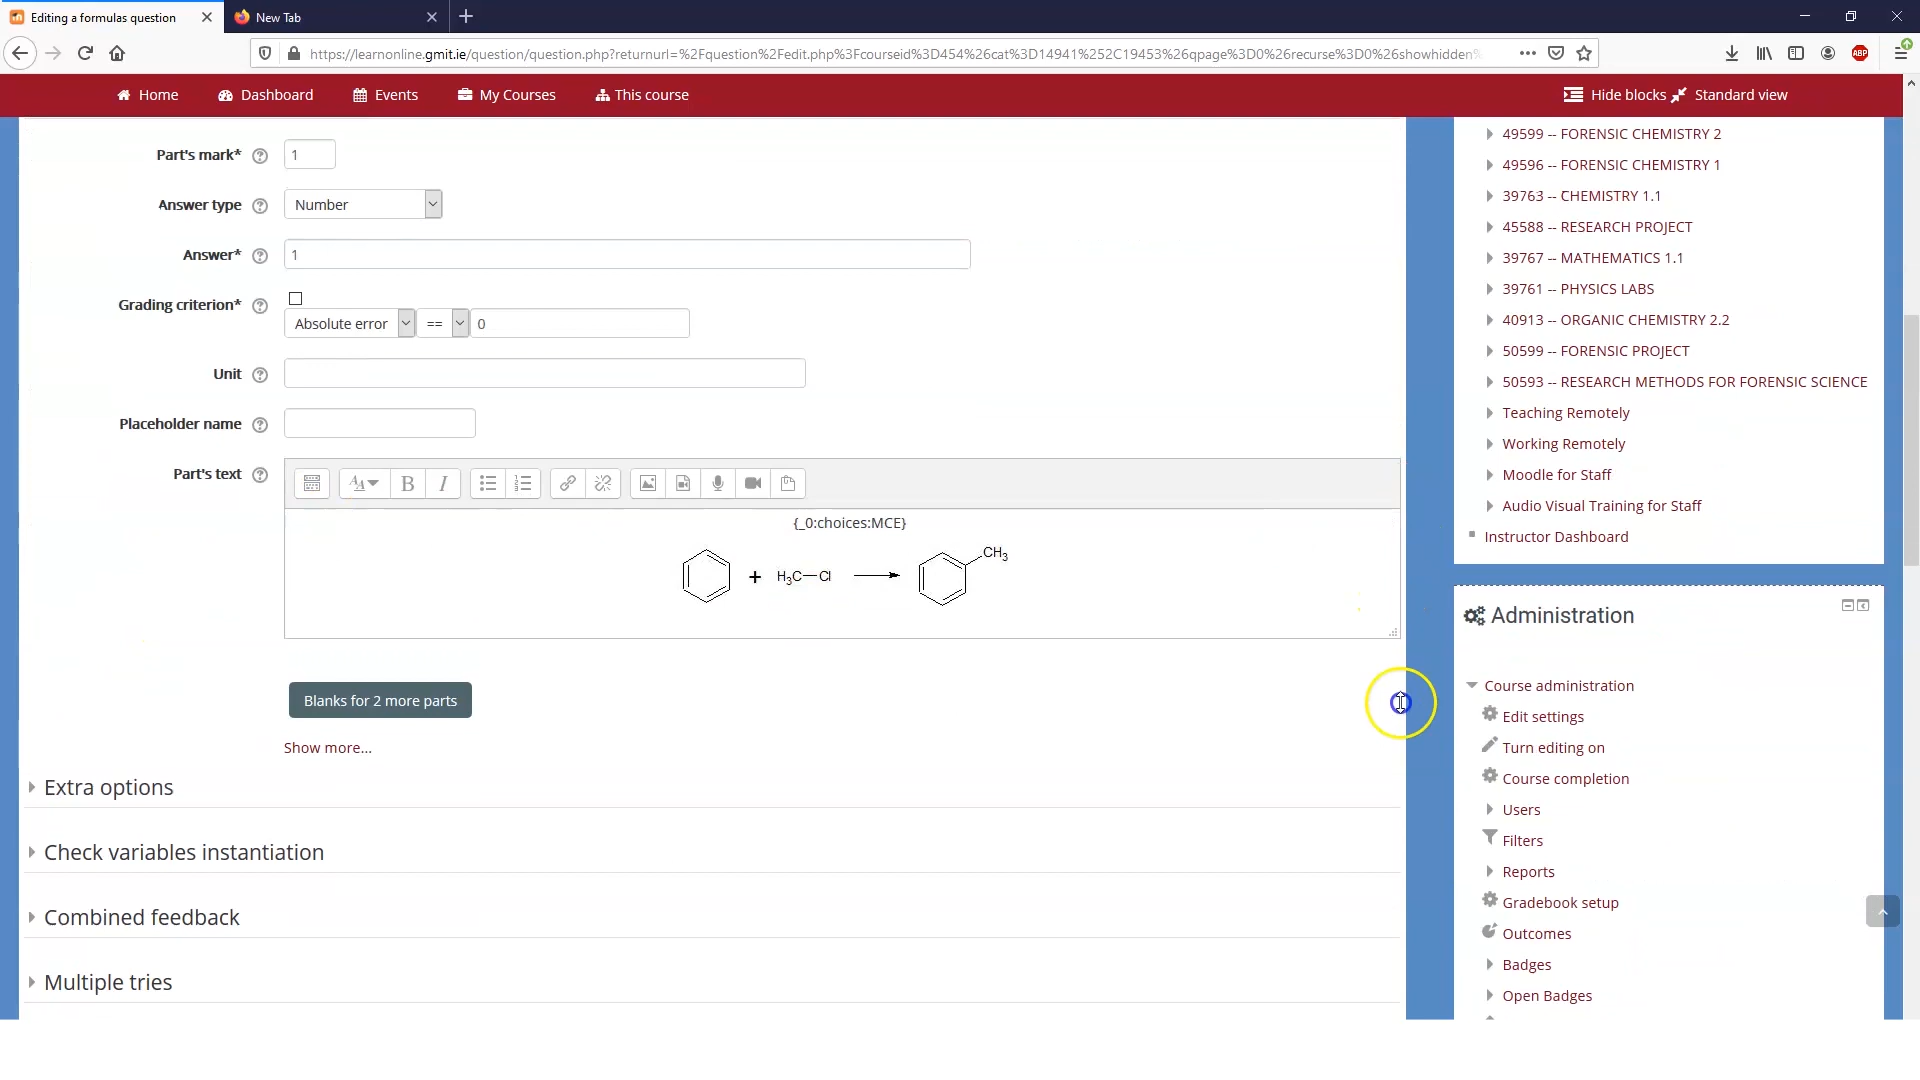 Editing a formulas question
New Tab
https://learnonline.gmit.ie/question/question.php?returnurl=%2Fquestion%2Fedit.php%3Fcourseid%3D454%26cat%3D14941%252C19453%26qpage%3D0%26recurse%3D0%26showhidden%
ABP
Home Dashboard Events My Courses This course Hide blocks Standard view
Part's mark* 1
Answer type Number
Answer* 1
Grading criterion*
Absolute error == 0
Unit
Placeholder name
Part's text
B I
{_0:choices:MCE}
+ H3C—Cl
CH3
Blanks for 2 more parts
Show more...
Extra options
Check variables instantiation
Combined feedback
Multiple tries
49599 -- FORENSIC CHEMISTRY 2
49596 -- FORENSIC CHEMISTRY 1
39763 -- CHEMISTRY 1.1
45588 -- RESEARCH PROJECT
39767 -- MATHEMATICS 1.1
39761 -- PHYSICS LABS
40913 -- ORGANIC CHEMISTRY 2.2
50599 -- FORENSIC PROJECT
50593 -- RESEARCH METHODS FOR FORENSIC SCIENCE
Teaching Remotely
Working Remotely
Moodle for Staff
Audio Visual Training for Staff
Instructor Dashboard
Administration
Course administration
Edit settings
Turn editing on
Course completion
Users
Filters
Reports
Gradebook setup
Outcomes
Badges
Open Badges